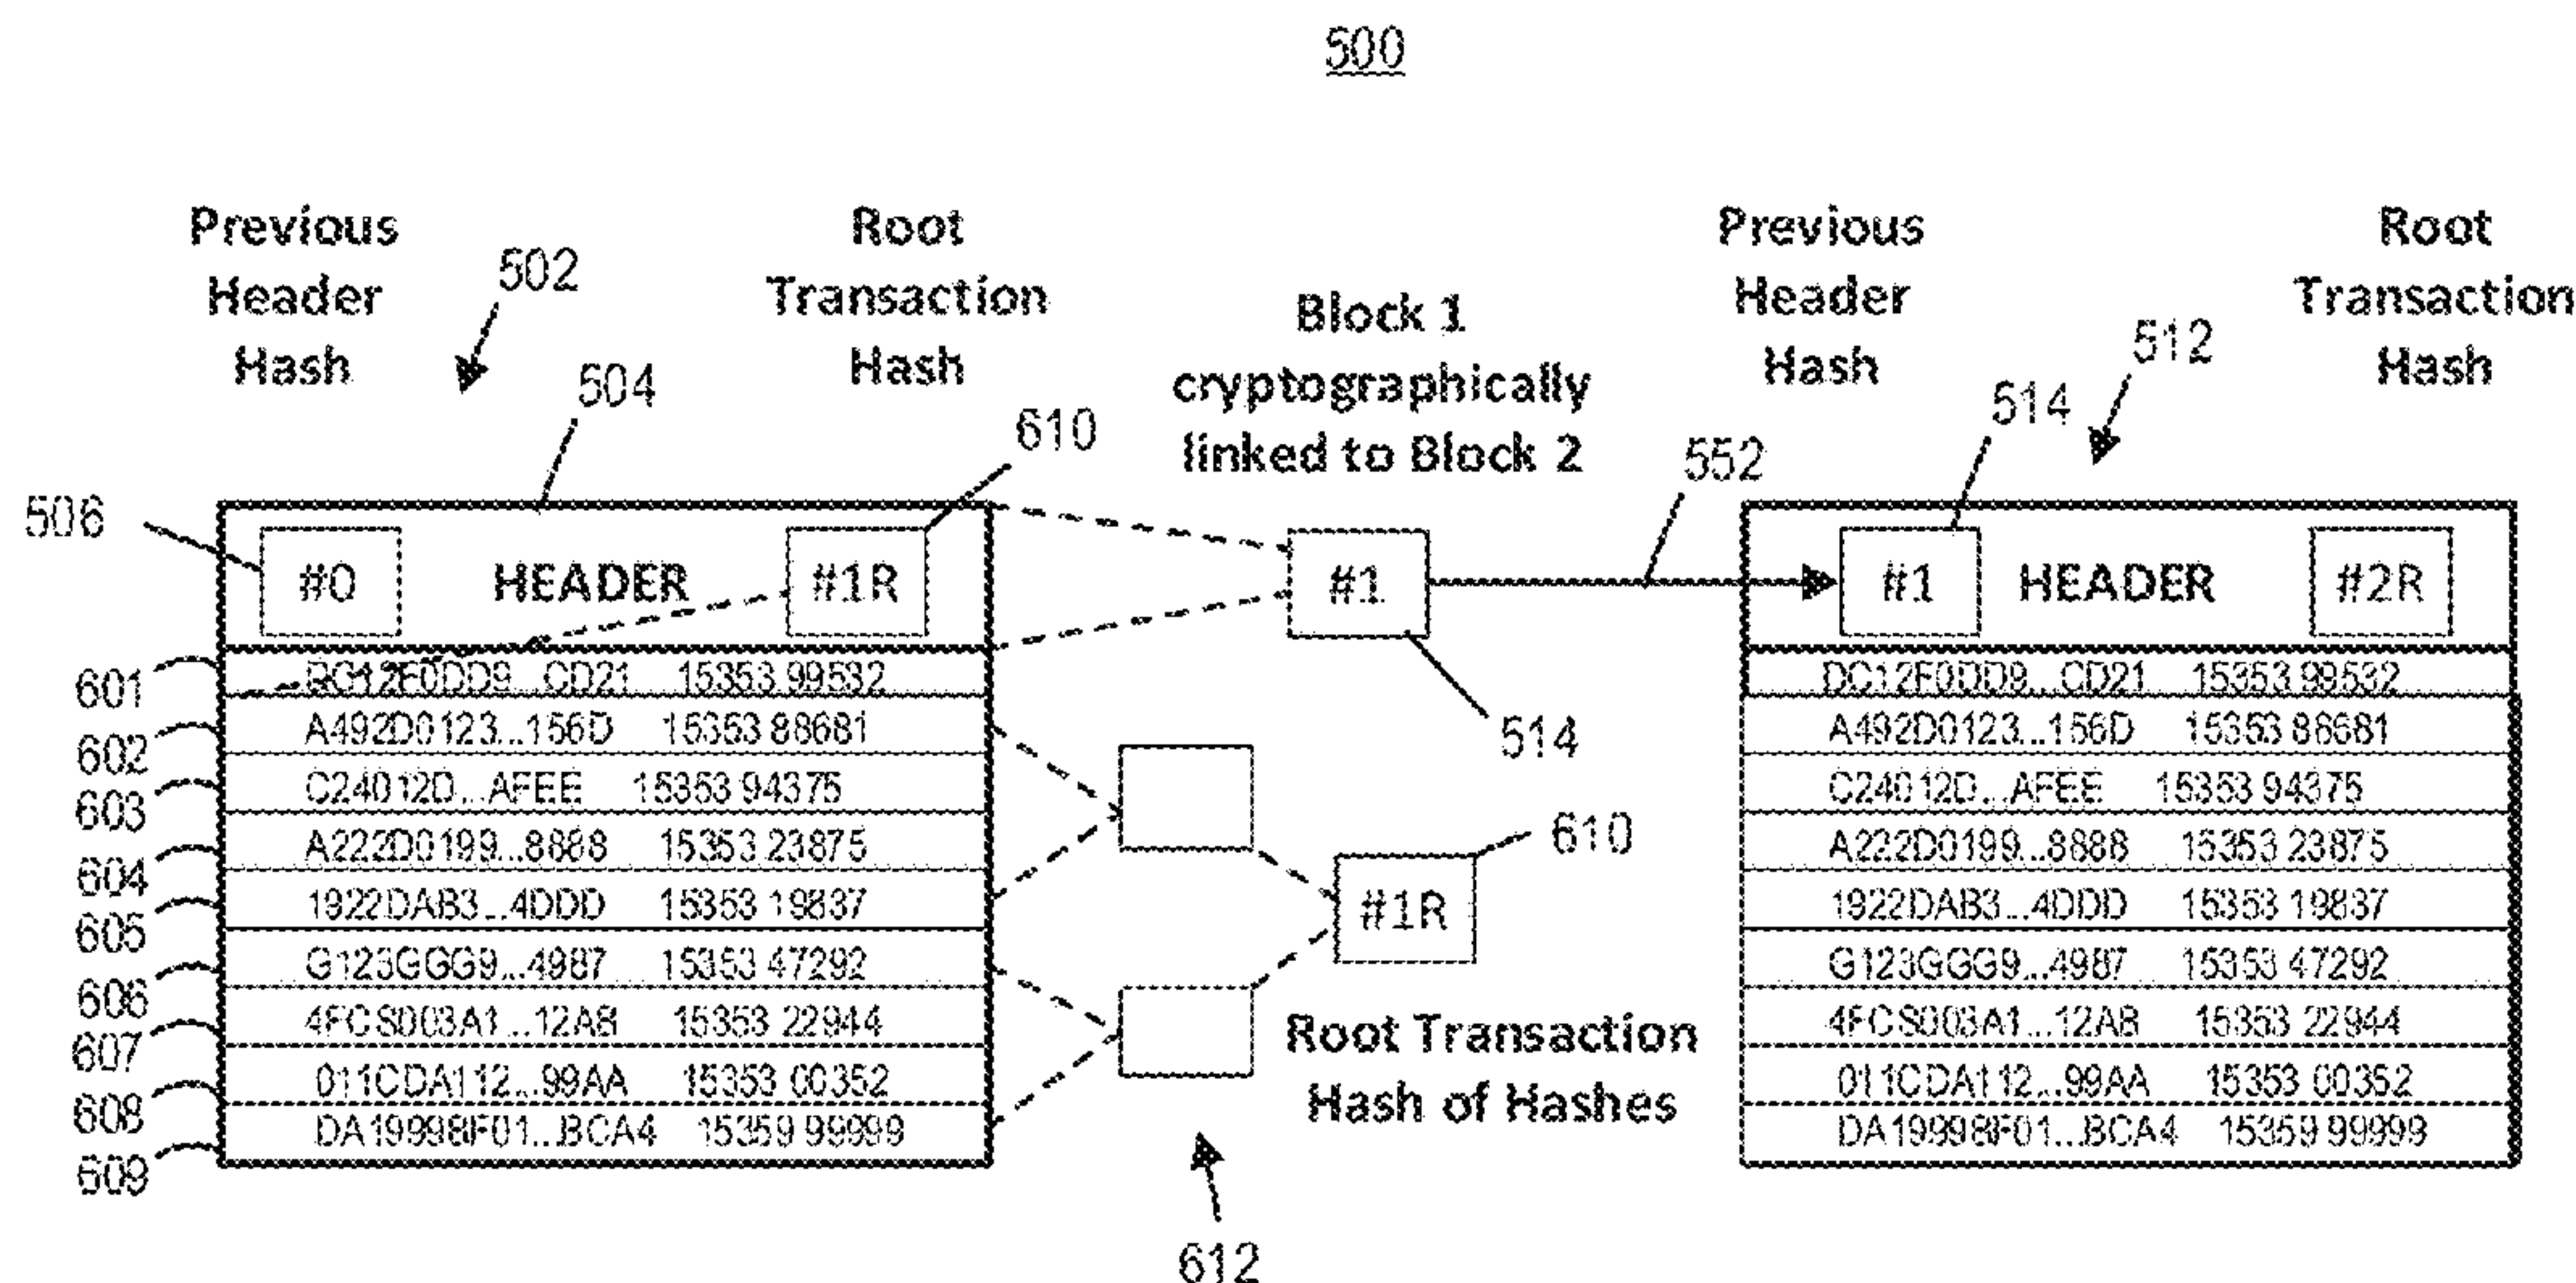 500
Previous
Header
Hash
502
504
Root
Transaction
Hash
610
Block 1
cryptographically
linked to Block 2
552
Previous
Header
Hash
514
512
Root
Transaction
Hash
506
#0 HEADER #1R
#1
514
#1 HEADER #2R
601
A492D0123...156D 15353 88681
602
C24012D...AFEE 15353 94375
603
A222D0199...8888 15353 23875
604
1922DAB3...4DDD 15353 19837
605
G123GGG9...4987 15353 47292
606
4FCS003A1...12A8 15353 22944
607
011CDA112...99AA 15353 00352
608
DA19998F01...BCA4 15359 99999
609
#1R
610
Root Transaction
Hash of Hashes
612
DC12F0DD9...CD21 15353 99532
A492D0123...156D 15353 88681
C24012D...AFEE 15353 94375
A222D0199...8888 15353 23875
1922DAB3...4DDD 15353 19837
G123GGG9...4987 15353 47292
4FCS003A1...12A8 15353 22944
011CDA112...99AA 15353 00352
DA19998F01...BCA4 15359 99999